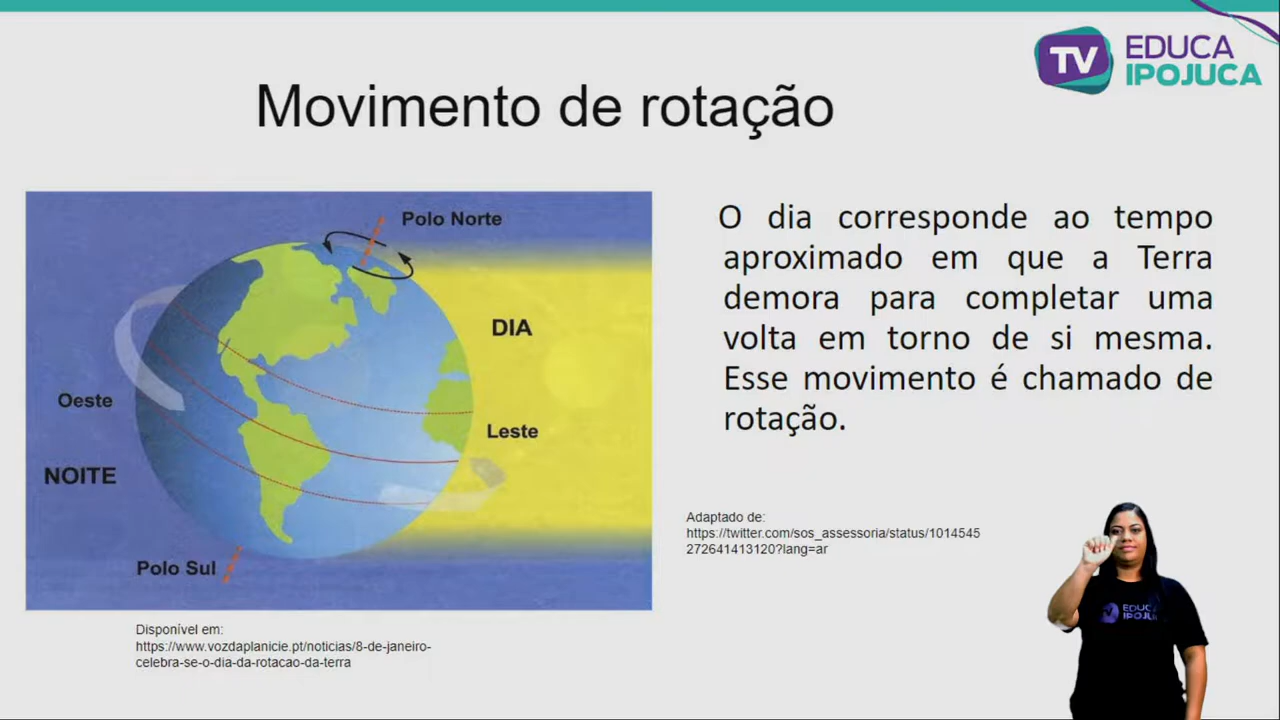 TV EDUCA
IPOJUCA
Movimento de rotação
Polo Norte
DIA
Oeste
Leste
NOITE
Polo Sul
O dia corresponde ao tempo
aproximado em que a Terra
demora para completar uma
volta em torno de si mesma.
Esse movimento é chamado de
rotação.
Adaptado de:
https://twitter.com/sos_assessoria/status/1014545
272641413120?lang=ar
Disponível em:
https://www.vozdaplanicie.pt/noticias/8-de-janeiro-
celebra-se-o-dia-da-rotacao-da-terra